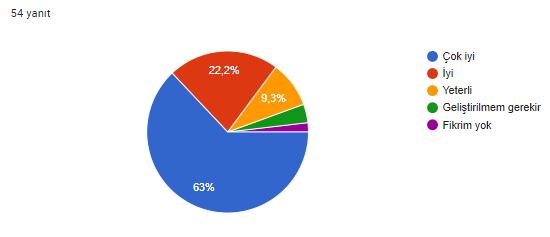 54 yanıt
22,2%
9,3%
63%
Çok iyi
İyi
Yeterli
Geliştirilmem gerekir
Fikrim yok